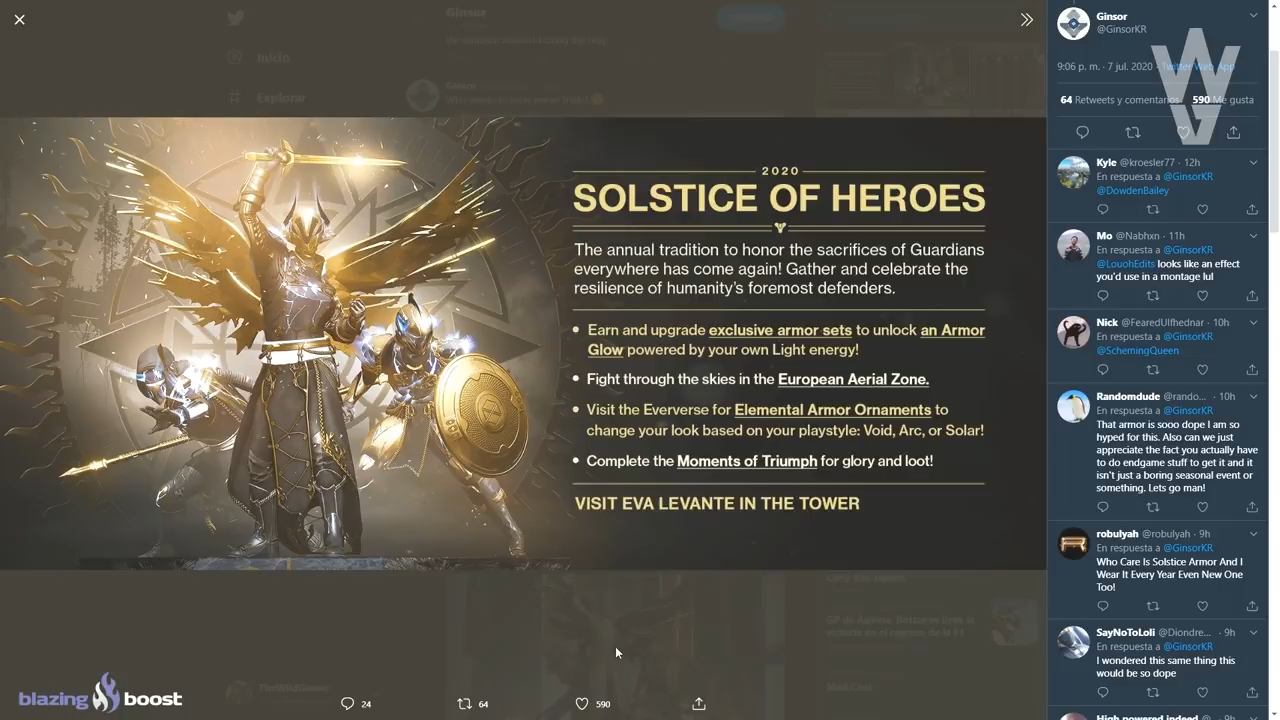 Ginsor
Inicio
Explorar
2020
SOLSTICE OF HEROES
The annual tradition to honor the sacrifices of Guardians
everywhere has come again! Gather and celebrate the
resilience of humanity's foremost defenders.
• Earn and upgrade exclusive armor sets to unlock an Armor
Glow powered by your own Light energy!
• Fight through the skies in the European Aerial Zone.
• Visit the Eververse for Elemental Armor Ornaments to
change your look based on your playstyle: Void, Arc, or Solar!
• Complete the Moments of Triumph for glory and loot!
VISIT EVA LEVANTE IN THE TOWER
blazing boost
24
64
590
Ginsor
@GinsorKR
9:06 p. m. · 7 jul. 2020 · Twitter Web App
64 Retweets y comentarios 590 Me gusta
WG
Kyle @kroesler77 · 12h
En respuesta a @GinsorKR
@DowdenBailey
Mo @Nabhxn · 11h
En respuesta a @GinsorKR
@LouohEdits looks like an effect
you'd use in a montage lul
Nick @FearedUlfhednar · 10h
En respuesta a @GinsorKR
@SchemingQueen
Randomdude @rando... · 10h
En respuesta a @GinsorKR
That armor is sooo dope I am so
hyped for this. Also can we just
appreciate the fact you actually have
to do endgame stuff to get it and it
isn't just a boring seasonal event or
something. Lets go man!
robulyah @robulyah · 9h
En respuesta a @GinsorKR
Who Care Is Solstice Armor And I
Wear It Every Year Even New One
Too!
SayNoToLoli @Diondre... · 9h
En respuesta a @GinsorKR
I wondered this same thing this
would be so dope
High powered indeed · 9h